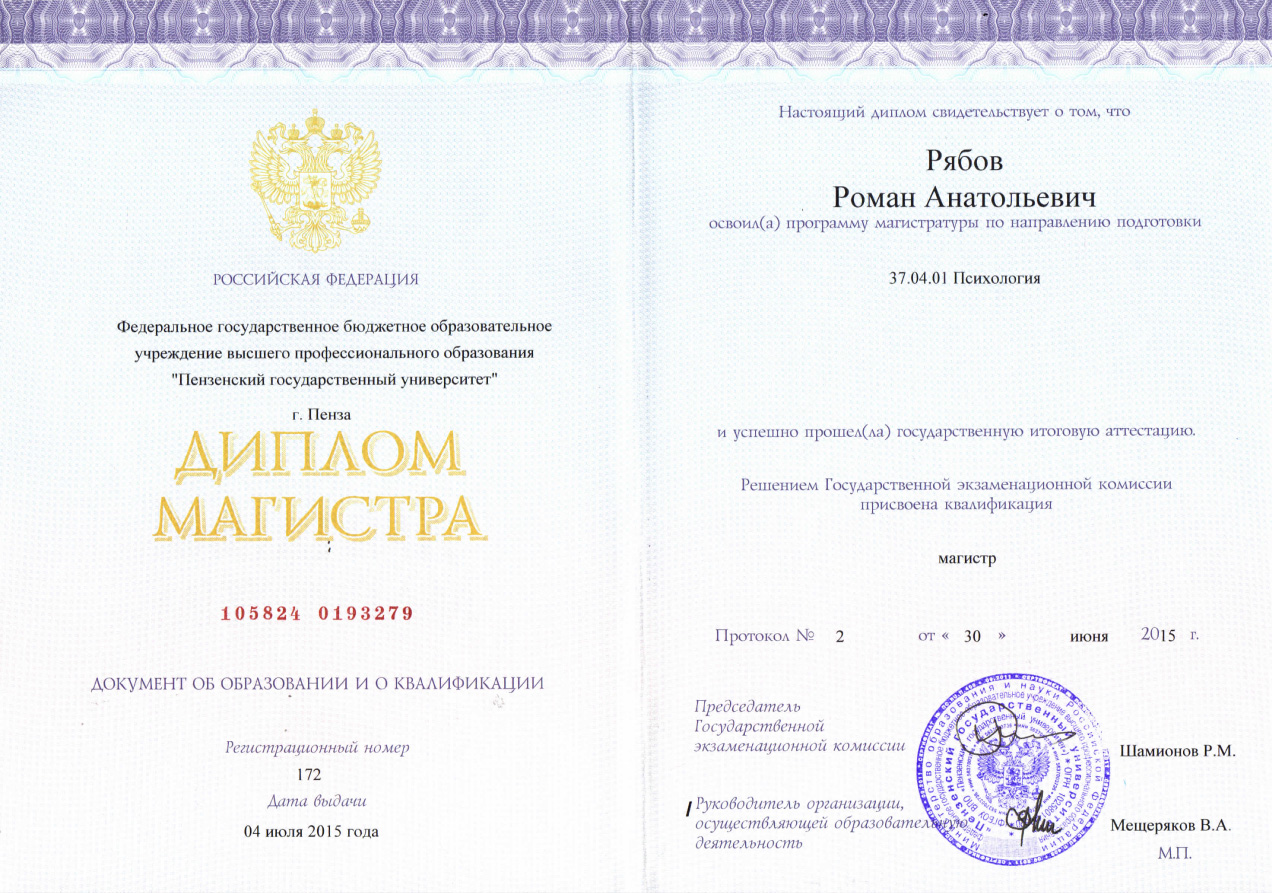 РОССИЙСКАЯ ФЕДЕРАЦИЯ
Федеральное государственное бюджетное образовательное
учреждение высшего профессионального образования
"Пензенский государственный университет"
г. Пенза
ДИПЛОМ
МАГИСТРА
105824 0193279
ДОКУМЕНТ ОБ ОБРАЗОВАНИИ И О КВАЛИФИКАЦИИ
Регистрационный номер
172
Дата выдачи
04 июля 2015 года
Настоящий диплом свидетельствует о том, что
Рябов
Роман Анатольевич
освоил(а) программу магистратуры по направлению подготовки
37.04.01 Психология
и успешно прошел(ла) государственную итоговую аттестацию.
Решением Государственной экзаменационной комиссии
присвоена квалификация
магистр
Протокол № 2 от « 30 » июня 2015 г.
Председатель
Государственной
экзаменационной комиссии
Шамионов Р.М.
Руководитель организации,
осуществляющей образовательную
деятельность
Мещеряков В.А.
М.П.